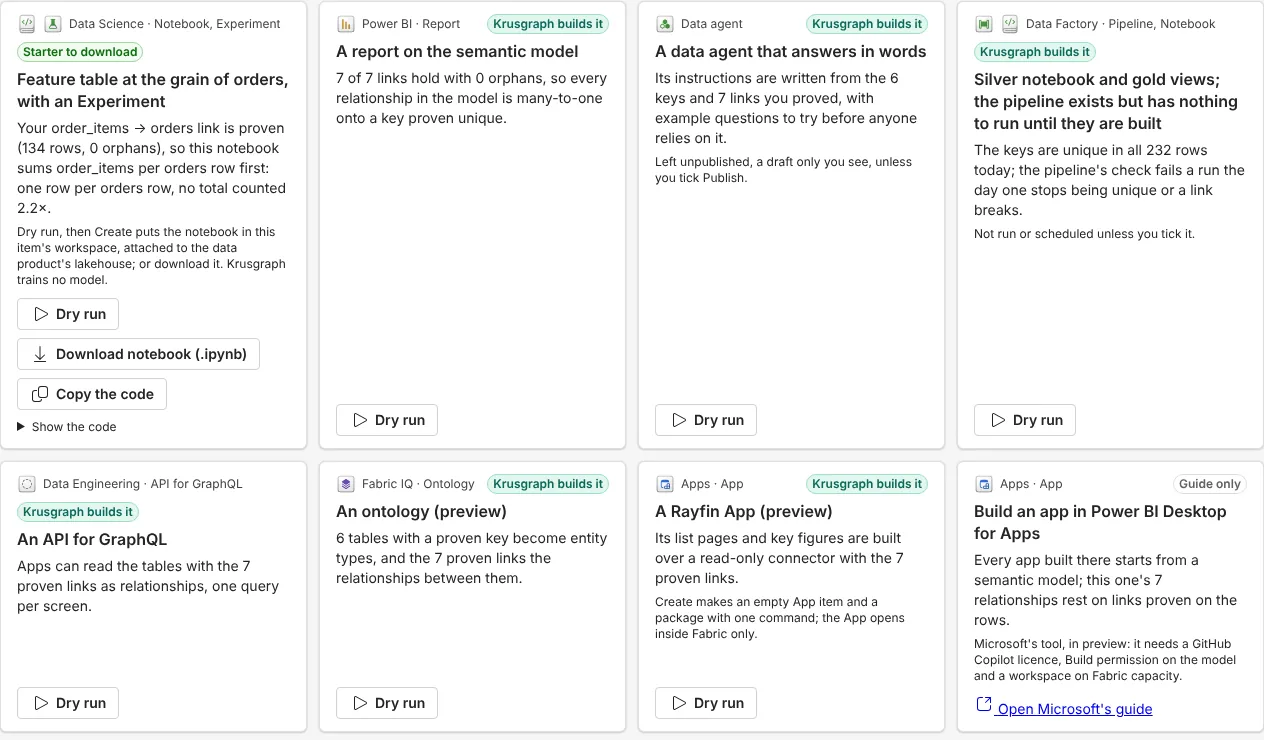 Data Science · Notebook, Experiment
Starter to download
Feature table at the grain of orders,
with an Experiment
Your order_items → orders link is proven
(134 rows, 0 orphans), so this notebook
sums order_items per orders row first:
one row per orders row, no total counted
2.2×.
Dry run, then Create puts the notebook in this
item's workspace, attached to the data
product's lakehouse; or download it. Krusgraph
trains no model.
Dry run
Download notebook (.ipynb)
Copy the code
Show the code
Power BI · Report
Krusgraph builds it
A report on the semantic model
7 of 7 links hold with 0 orphans, so every
relationship in the model is many-to-one
onto a key proven unique.
Dry run
Data agent
Krusgraph builds it
A data agent that answers in words
Its instructions are written from the 6
keys and 7 links you proved, with
example questions to try before anyone
relies on it.
Left unpublished, a draft only you see, unless
you tick Publish.
Dry run
Data Factory · Pipeline, Notebook
Krusgraph builds it
Silver notebook and gold views;
the pipeline exists but has nothing
to run until they are built
The keys are unique in all 232 rows
today; the pipeline's check fails a run the
day one stops being unique or a link
breaks.
Not run or scheduled unless you tick it.
Dry run
Data Engineering · API for GraphQL
Krusgraph builds it
An API for GraphQL
Apps can read the tables with the 7
proven links as relationships, one query
per screen.
Dry run
Fabric IQ · Ontology
Krusgraph builds it
An ontology (preview)
6 tables with a proven key become entity
types, and the 7 proven links the
relationships between them.
Dry run
Apps · App
Krusgraph builds it
A Rayfin App (preview)
Its list pages and key figures are built
over a read-only connector with the 7
proven links.
Create makes an empty App item and a
package with one command; the App opens
inside Fabric only.
Dry run
Apps · App
Guide only
Build an app in Power BI Desktop
for Apps
Every app built there starts from a
semantic model; this one's 7
relationships rest on links proven on the
rows.
Microsoft's tool, in preview: it needs a GitHub
Copilot licence, Build permission on the model
and a workspace on Fabric capacity.
Open Microsoft's guide